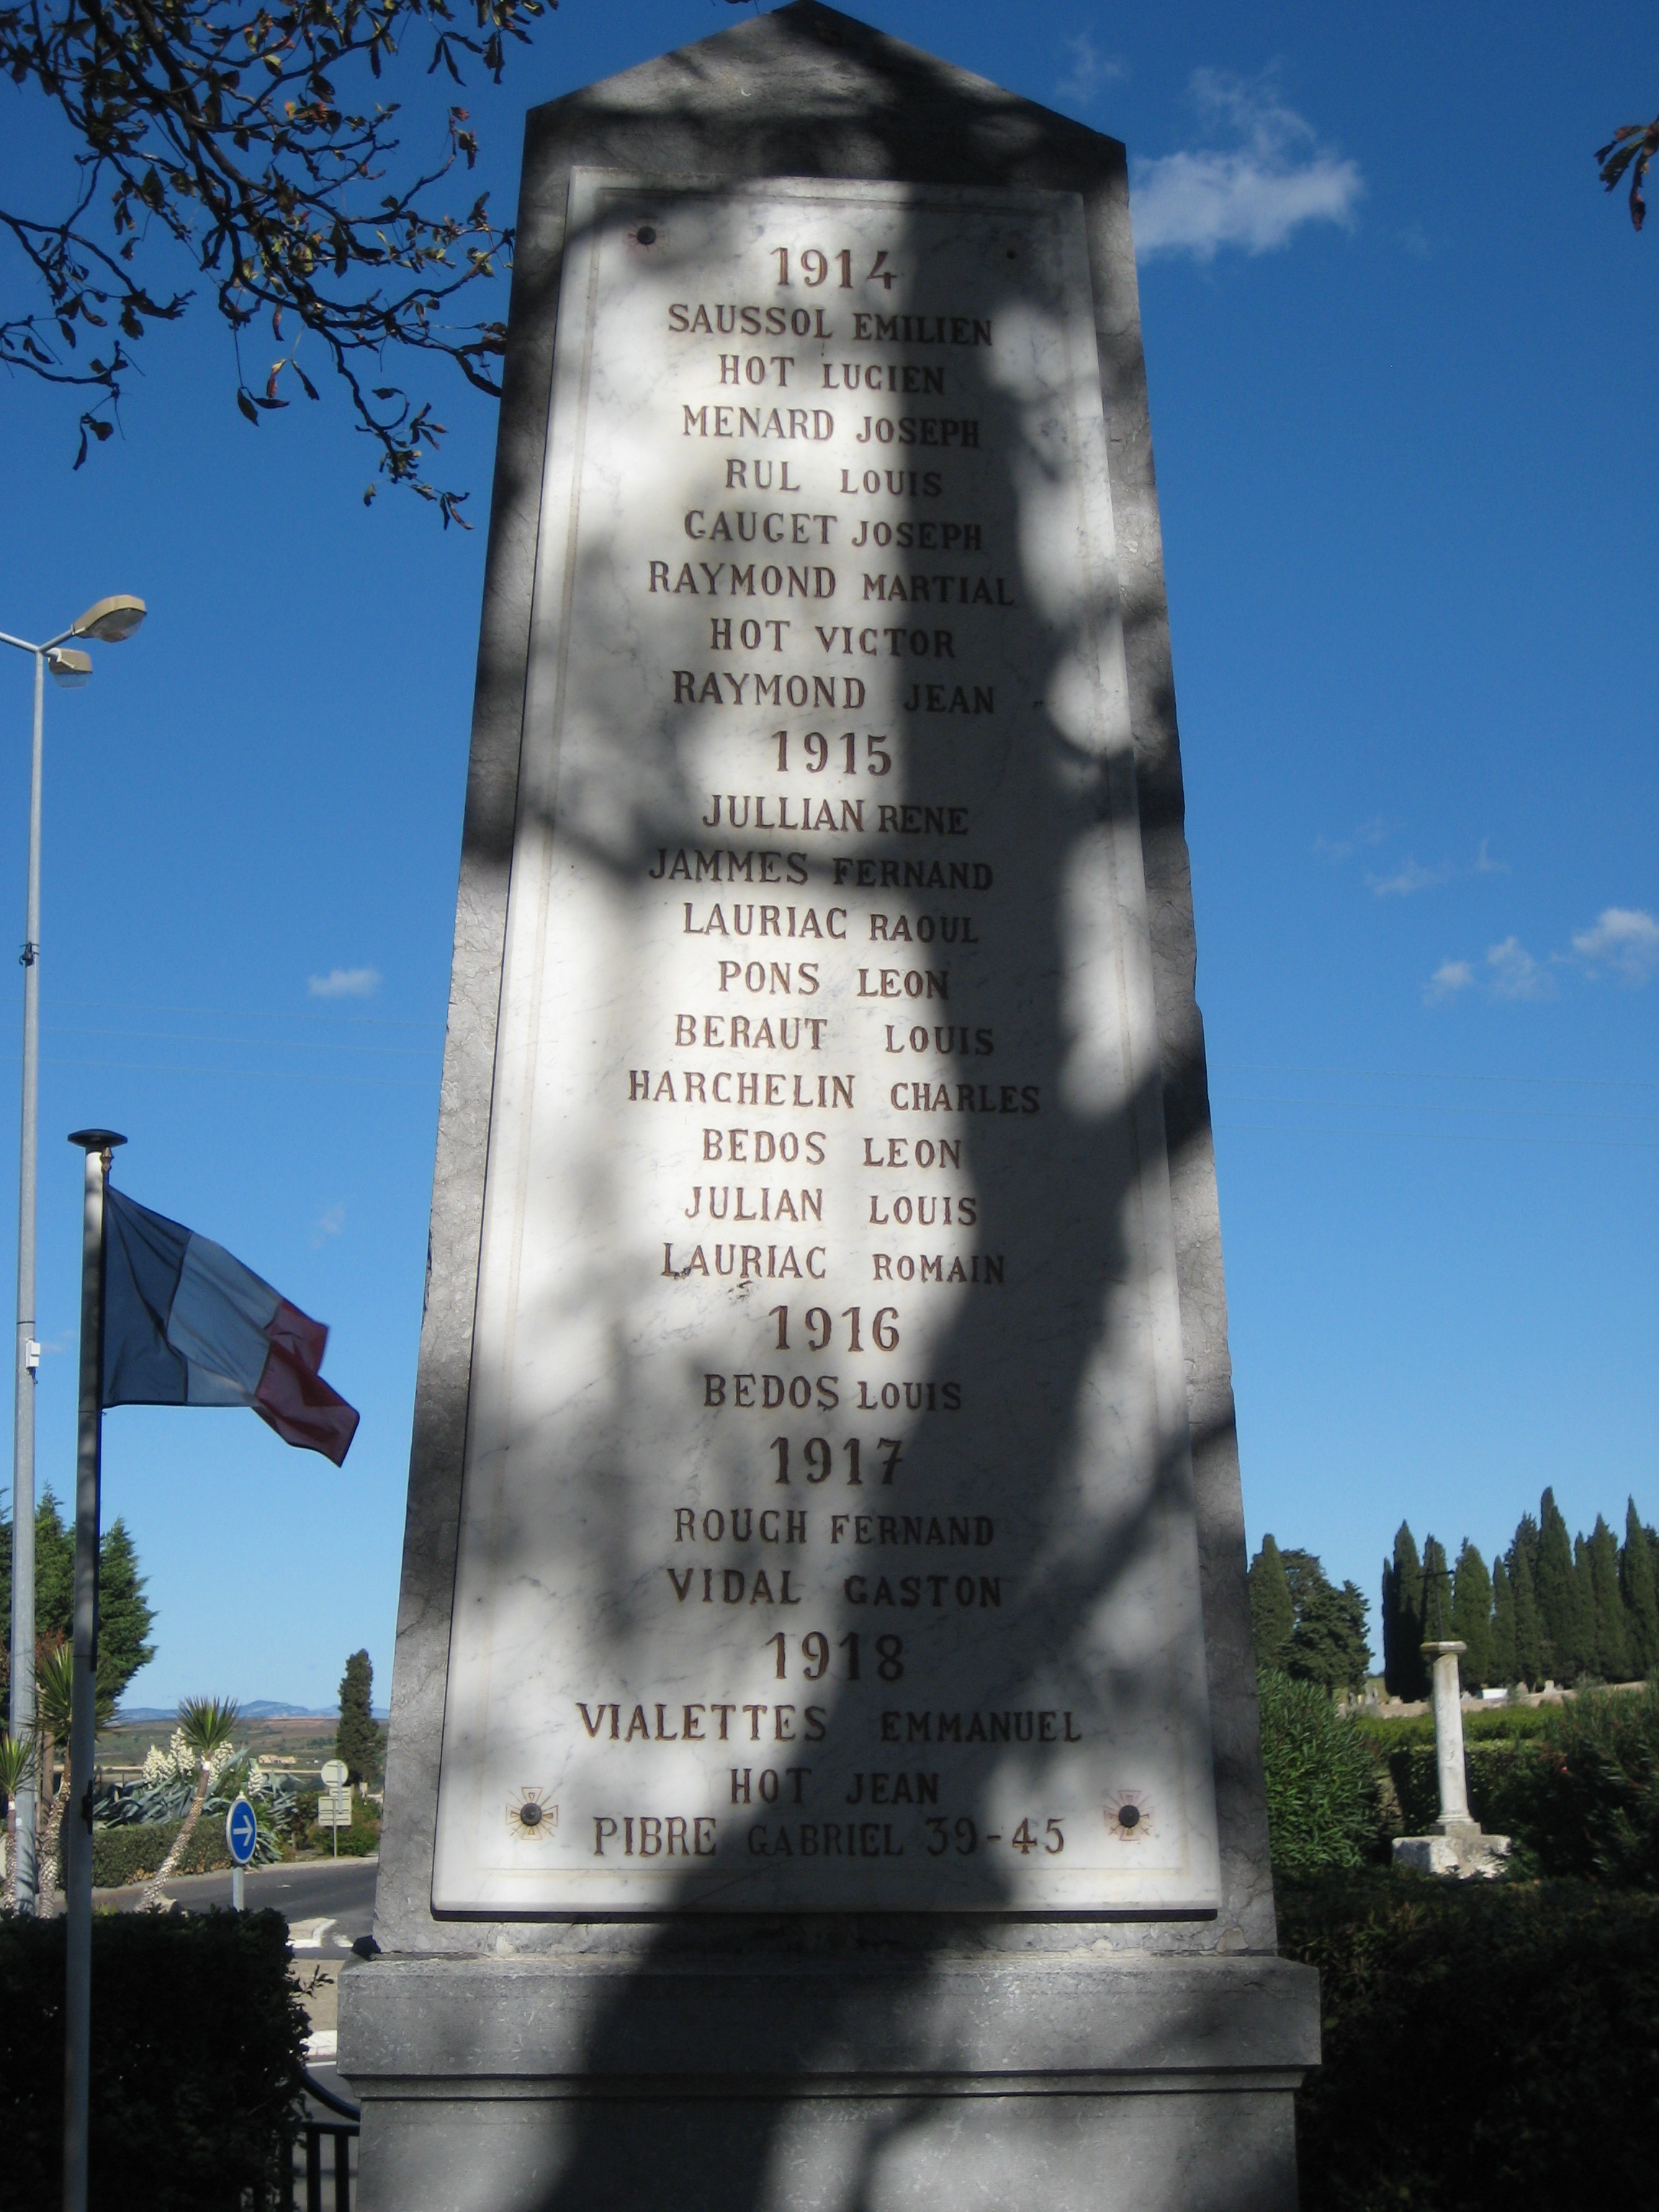 1914
SAUSSOL EMILIEN
HOT LUCIEN
MENARD JOSEPH
RUL LOUIS
GAUGET JOSEPH
RAYMOND MARTIAL
HOT VICTOR
RAYMOND JEAN
1915
JULLIAN RENE
JAMMES FERNAND
LAURIAC RAOUL
PONS LEON
BERAUT LOUIS
HARCHELIN CHARLES
BEDOS LEON
JULIAN LOUIS
LAURIAC ROMAIN
1916
BEDOS LOUIS
1917
ROUCH FERNAND
VIDAL GASTON
1918
VIALETTES EMMANUEL
HOT JEAN
PIBRE GABRIEL 39-45